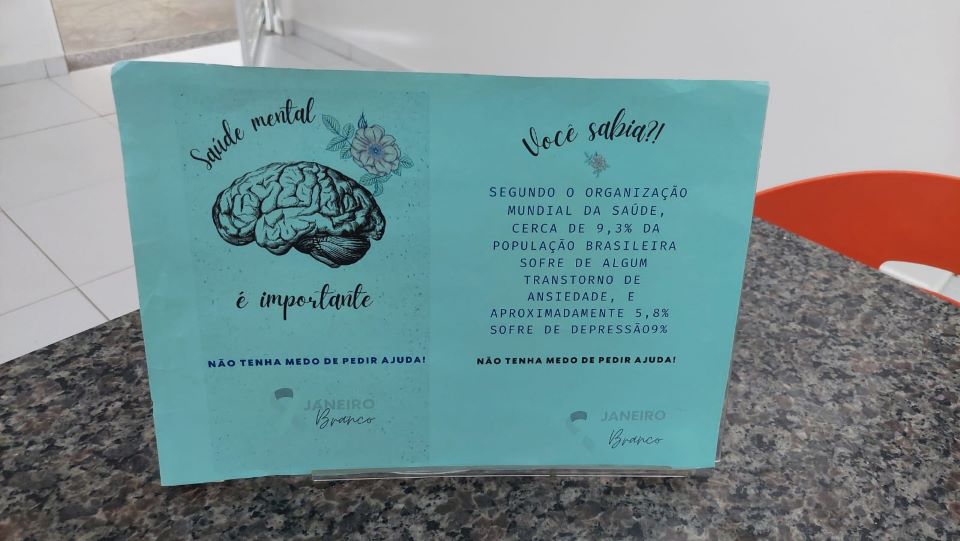 Saúde mental
é importante
NÃO TENHA MEDO DE PEDIR AJUDA!
JANEIRO
Branco
Você sabia?!
SEGUNDO O ORGANIZAÇÃO
MUNDIAL DA SAÚDE,
CERCA DE 9,3% DA
POPULAÇÃO BRASILEIRA
SOFRE DE ALGUM
TRANSTORNO DE
ANSIEDADE, E
APROXIMADAMENTE 5,8%
SOFRE DE DEPRESSÃO9%
NÃO TENHA MEDO DE PEDIR AJUDA!
JANEIRO
Branco